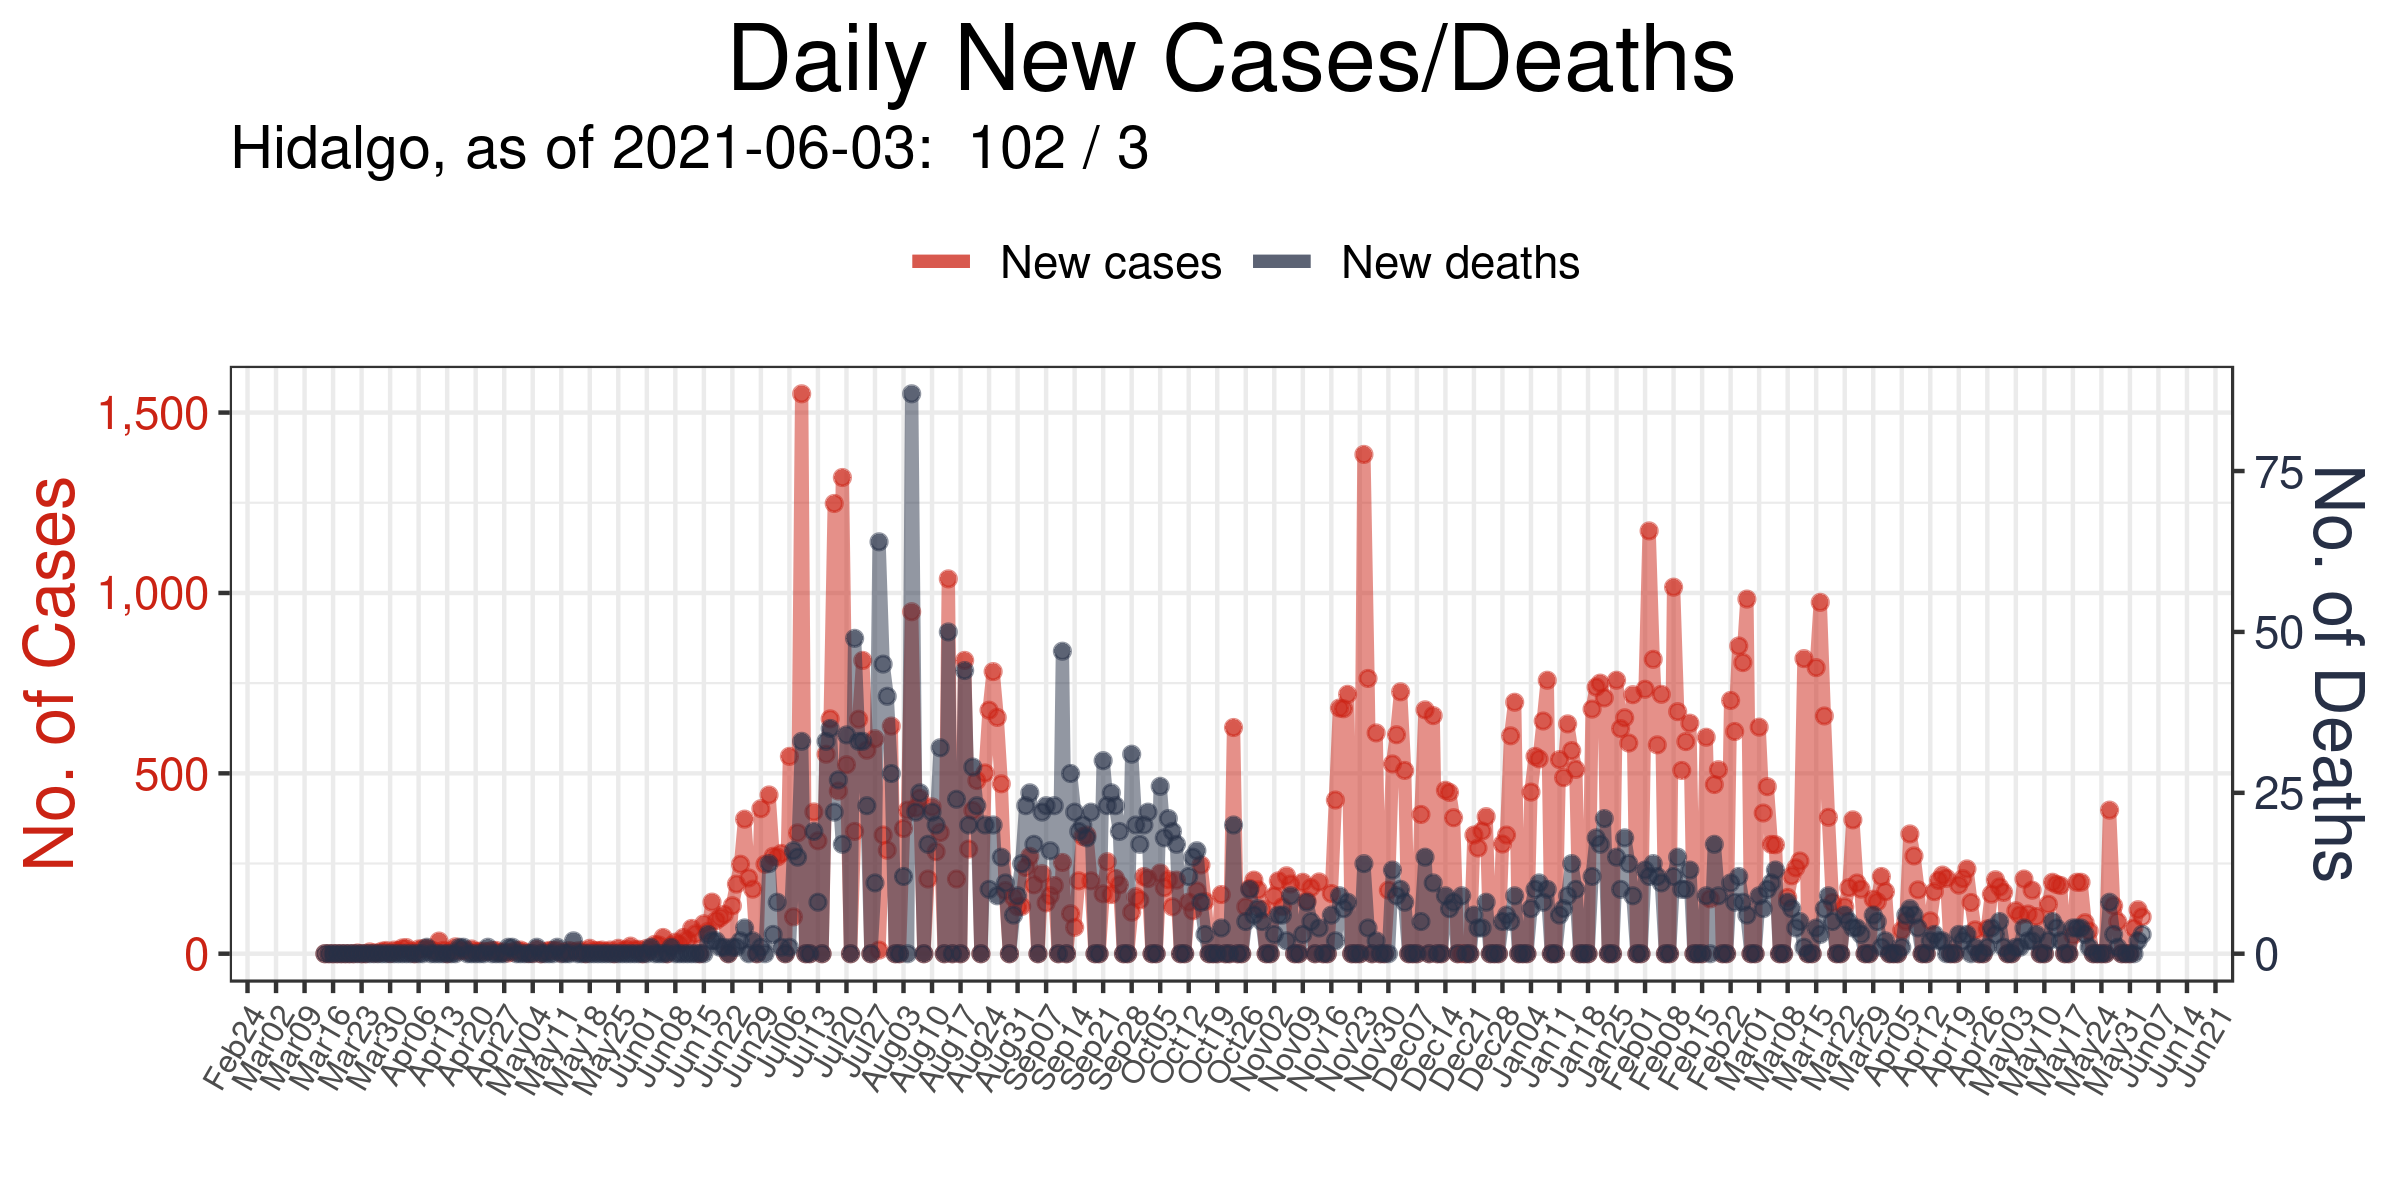 Daily New Cases/Deaths
Hidalgo, as of 2021-06-03:  102 / 3
New cases
New deaths
No. of Cases
1,500
1,000
500
0
75
50
25
0
No. of Deaths
Feb24
Mar02
Mar09
Mar16
Mar23
Mar30
Apr06
Apr13
Apr20
Apr27
May04
May11
May18
May25
Jun01
Jun08
Jun15
Jun22
Jun29
Jul06
Jul13
Jul20
Jul27
Aug03
Aug10
Aug17
Aug24
Aug31
Sep07
Sep14
Sep21
Sep28
Oct05
Oct12
Oct19
Oct26
Nov02
Nov09
Nov16
Nov23
Nov30
Dec07
Dec14
Dec21
Dec28
Jan04
Jan11
Jan18
Jan25
Feb01
Feb08
Feb15
Feb22
Mar01
Mar08
Mar15
Mar22
Mar29
Apr05
Apr12
Apr19
Apr26
May03
May10
May17
May24
May31
Jun07
Jun14
Jun21